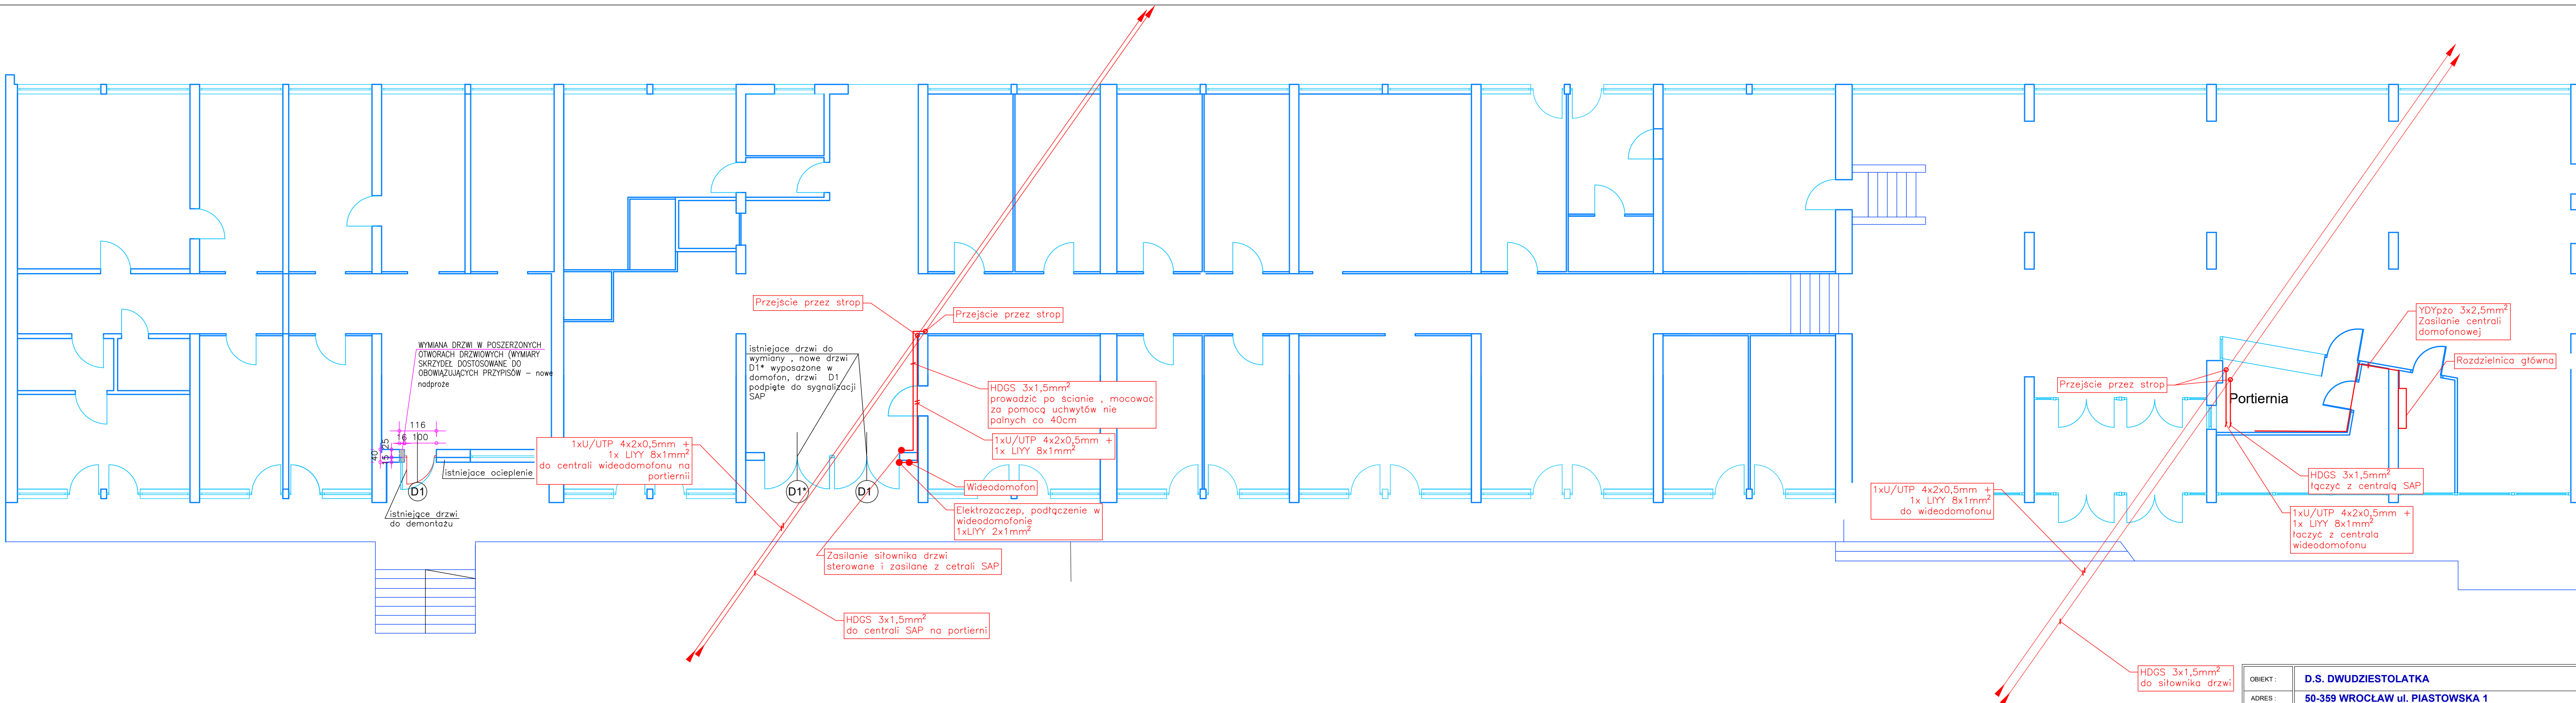 WYMIANA DRZWI W POSZERZONYCH
OTWORACH DRZWIOWYCH (WYMIARY
SKRZYDEŁ DOSTOSOWANE DO
OBOWIĄZUJĄCYCH PRZYPISÓW – nowe
nadproże
116
16 100
25
15
40
D1
istniejące ocieplenie
istniejące drzwi
do demontażu
1xU/UTP 4x2x0,5mm +
1x LIYY 8x1mm²
do centrali wideodomofonu na
portiernii
Przejście przez strop
Przejście przez strop
istniejace drzwi do
wymiany , nowe drzwi
D1* wyposażone w
domofon, drzwi D1
podpięte do sygnalizacji
SAP
D1*
D1
HDGS 3x1,5mm²
prowadzić po ścianie , mocować
za pomocą uchwytów nie
palnych co 40cm
1xU/UTP 4x2x0,5mm +
1x LIYY 8x1mm²
Wideodomofon
Elektrozaczep, podłączenie w
wideodomofonie
1xLIYY 2x1mm²
Zasilanie siłownika drzwi
sterowane i zasilane z cetrali SAP
HDGS 3x1,5mm²
do centrali SAP na portierni
YDYpżo 3x2,5mm²
Zasilanie centrali
domofonowej
Rozdzielnica główna
Przejście przez strop
Portiernia
HDGS 3x1,5mm²
łączyć z centralą SAP
1xU/UTP 4x2x0,5mm +
1x LIYY 8x1mm²
do wideodomofonu
1xU/UTP 4x2x0,5mm +
1x LIYY 8x1mm²
łaczyć z centrala
wideodomofonu
HDGS 3x1,5mm²
do siłownika drzwi
OBIEKT : D.S. DWUDZIESTOLATKA
ADRES : 50-359 WROCŁAW ul. PIASTOWSKA 1